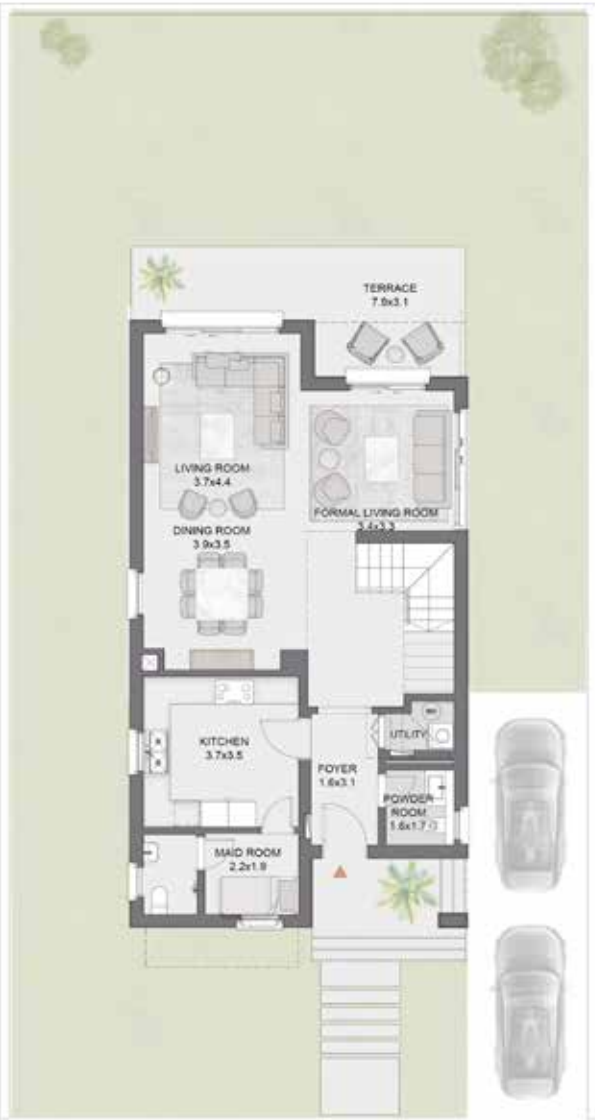 TERRACE
7.9x3.1
LIVING ROOM
3.7x4.4
FORMAL LIVING ROOM
3.4x3.3
DINING ROOM
3.9x3.5
KITCHEN
3.7x3.5
UTILITY
FOYER
1.6x3.1
POWDER
ROOM
1.6x1.7
MAID ROOM
2.2x1.9